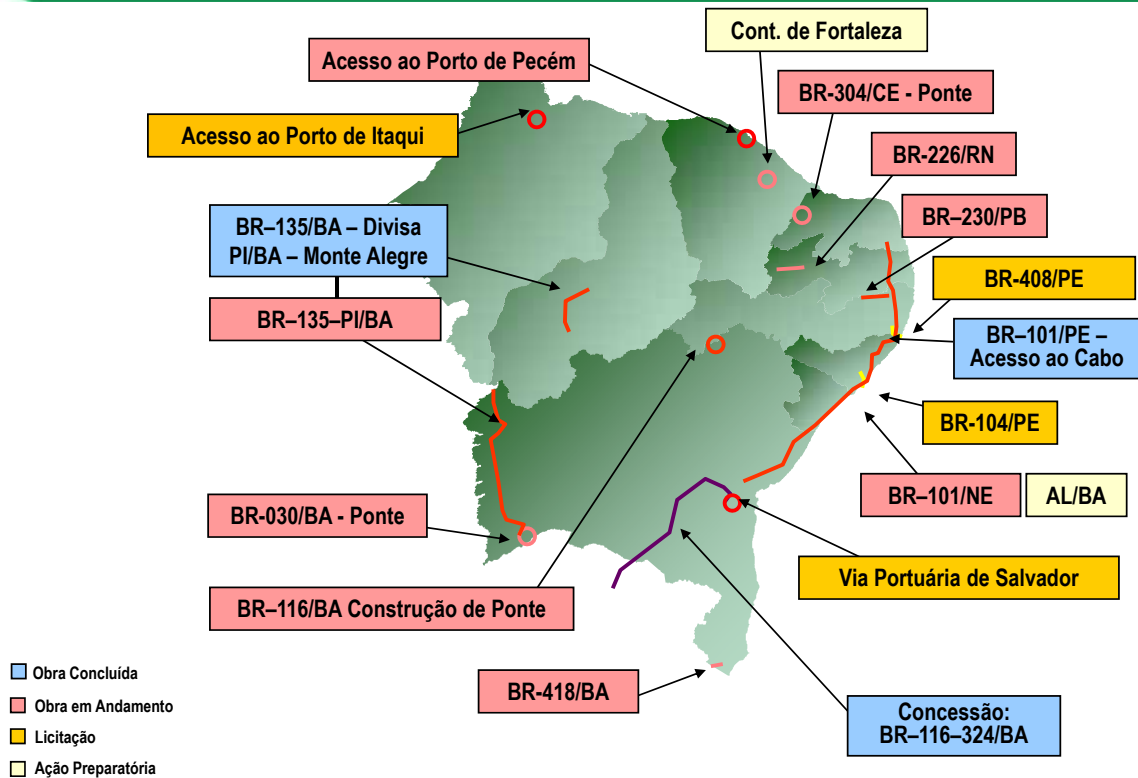 Cont. de Fortaleza
Acesso ao Porto de Pecém
BR-304/CE - Ponte
Acesso ao Porto de Itaqui
BR-226/RN
BR–135/BA – Divisa
PI/BA – Monte Alegre
BR–230/PB
BR-408/PE
BR–135–PI/BA
BR–101/PE –
Acesso ao Cabo
BR-104/PE
BR–101/NE
AL/BA
BR-030/BA - Ponte
Via Portuária de Salvador
BR–116/BA Construção de Ponte
BR-418/BA
Concessão:
BR–116–324/BA
Obra Concluída
Obra em Andamento
Licitação
Ação Preparatória